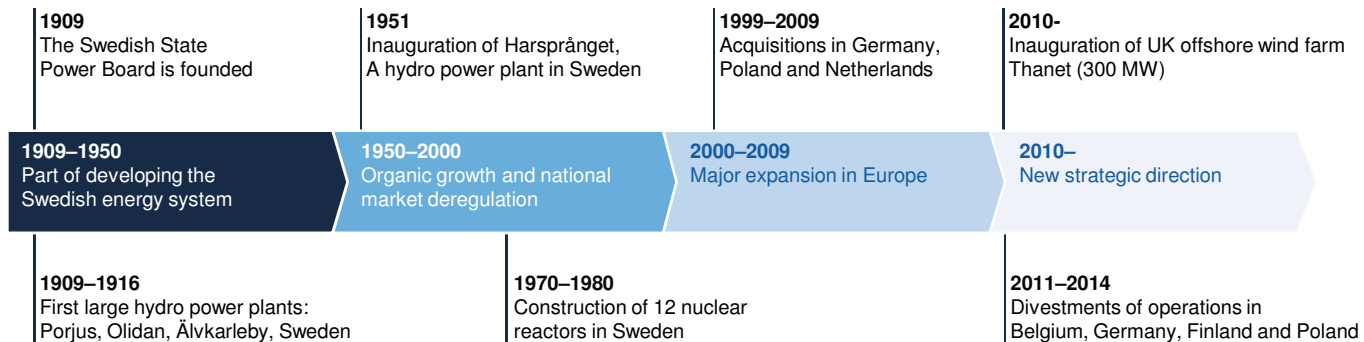 1909
The Swedish State
Power Board is founded
1951
Inauguration of Harsprånget,
A hydro power plant in Sweden
1999–2009
Acquisitions in Germany,
Poland and Netherlands
2010-
Inauguration of UK offshore wind farm
Thanet (300 MW)
1909–1950
Part of developing the
Swedish energy system
1950–2000
Organic growth and national
market deregulation
2000–2009
Major expansion in Europe
2010–
New strategic direction
1909–1916
First large hydro power plants:
Porjus, Olidan, Älvkarleby, Sweden
1970–1980
Construction of 12 nuclear
reactors in Sweden
2011–2014
Divestments of operations in
Belgium, Germany, Finland and Poland